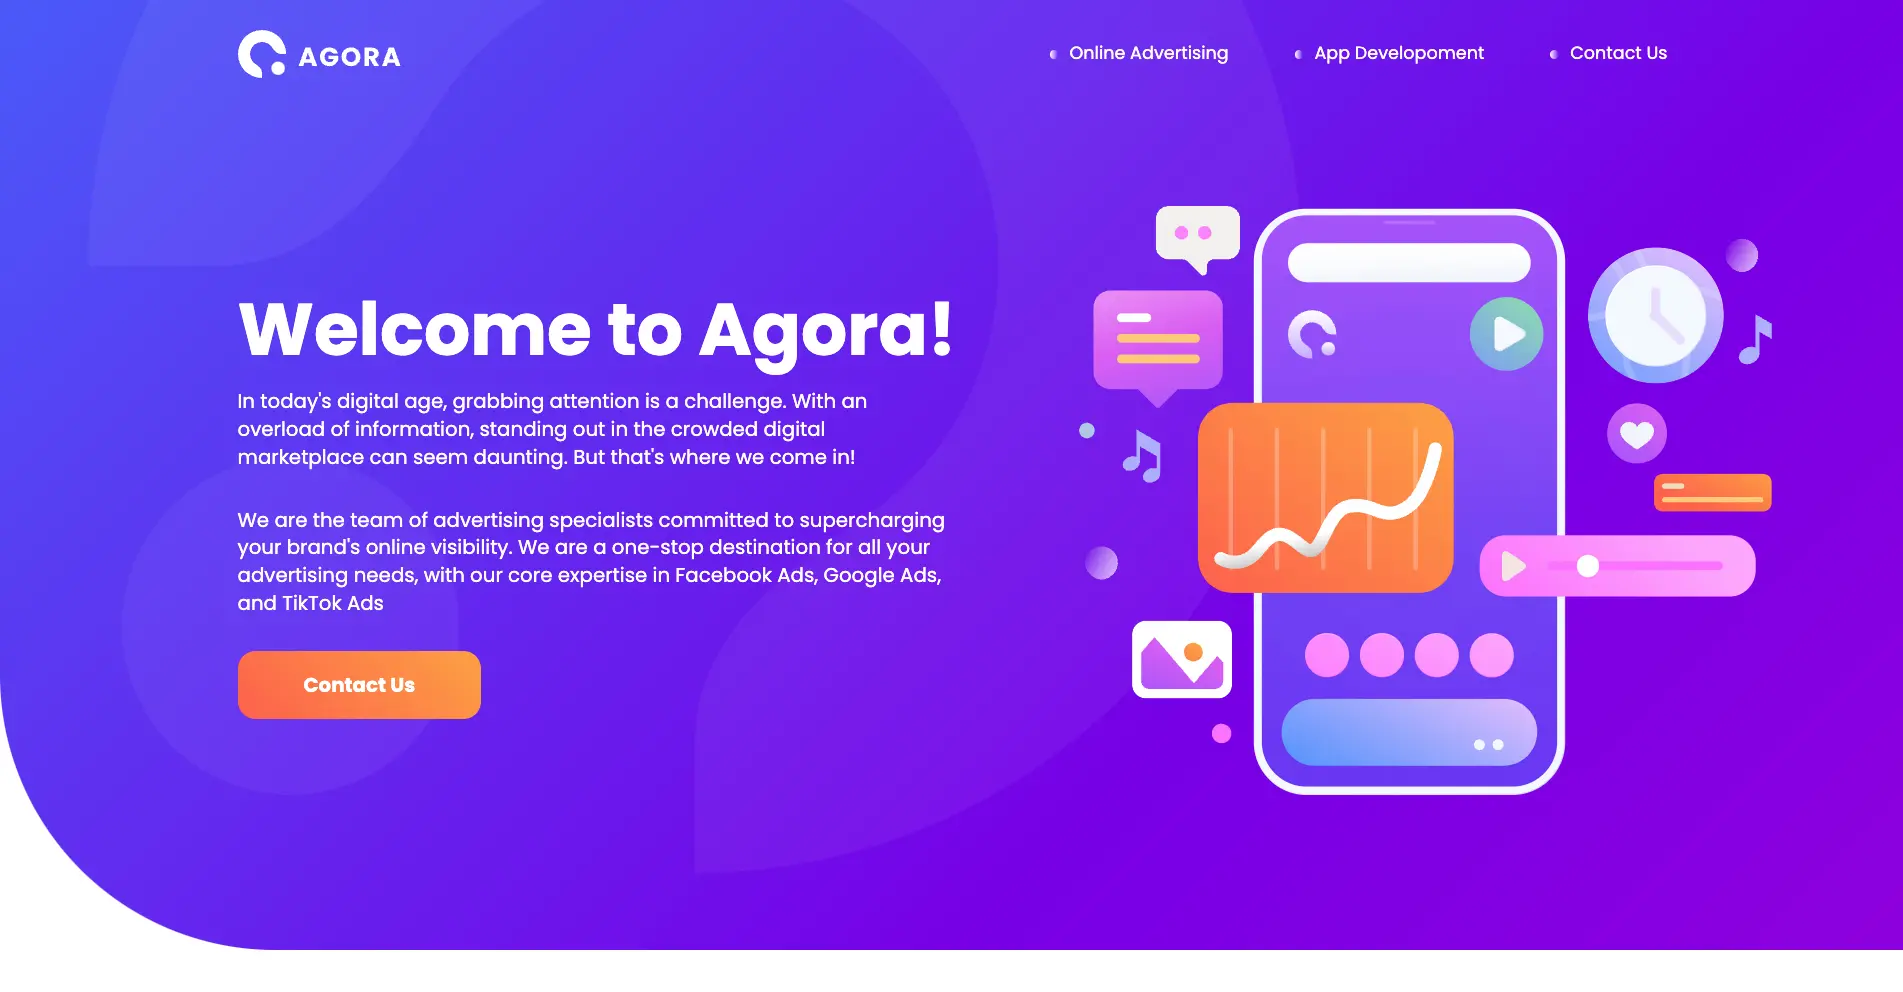 AGORA
Online Advertising
App Developoment
Contact Us
Welcome to Agora!
In today's digital age, grabbing attention is a challenge. With an
overload of information, standing out in the crowded digital
marketplace can seem daunting. But that's where we come in!
We are the team of advertising specialists committed to supercharging
your brand's online visibility. We are a one-stop destination for all your
advertising needs, with our core expertise in Facebook Ads, Google Ads,
and TikTok Ads
Contact Us